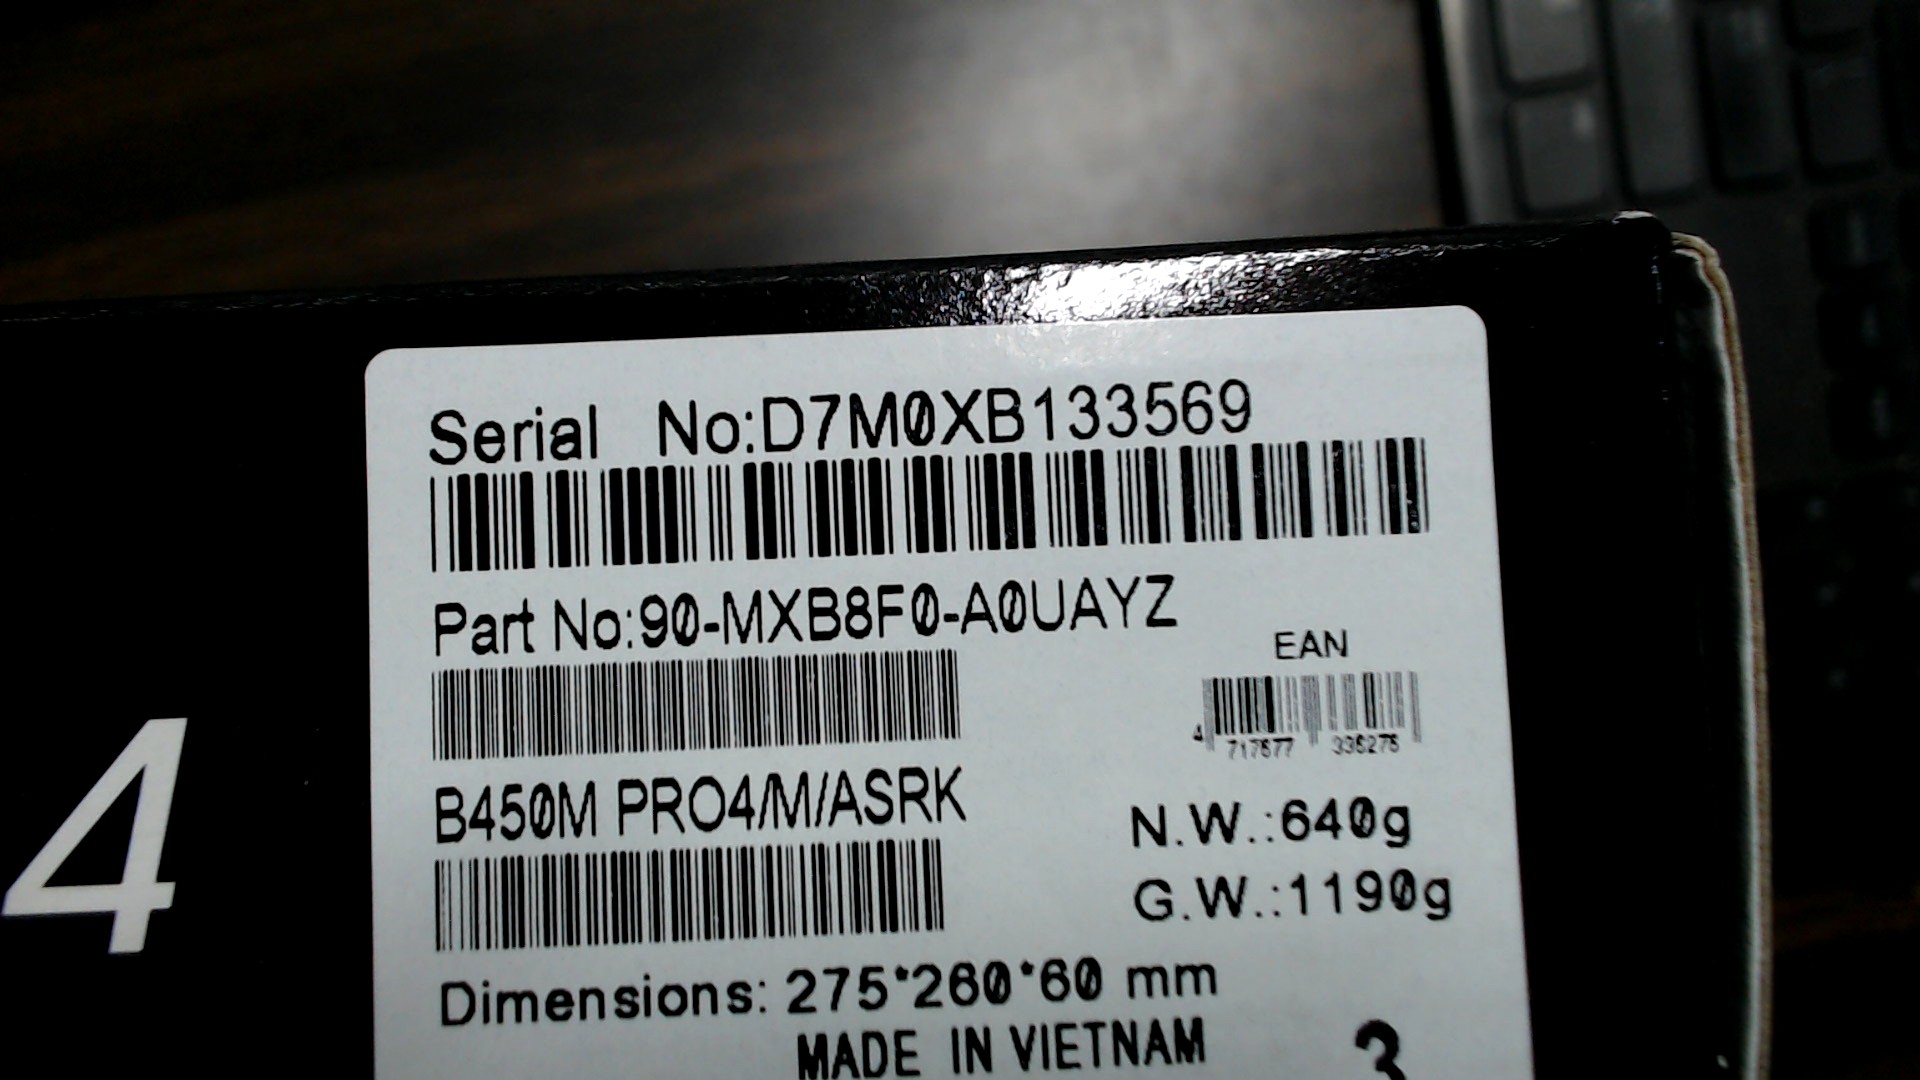 Serial No:D7M0XB133569
Part No:90-MXB8F0-A0UAYZ
EAN
4 717677 335275
B450M PRO4/M/ASRK
N.W.:640g
G.W.:1190g
Dimensions: 275*260*60 mm
MADE IN VIETNAM
3
4